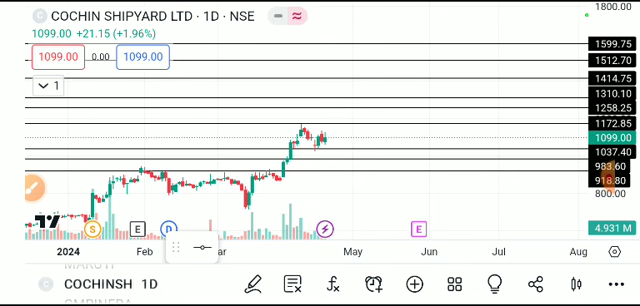 COCHIN SHIPYARD LTD · 1D · NSE
1800.00
1099.00 +21.15 (+1.96%)
1099.00 0.00 1099.00
1
1599.75
1512.70
1414.75
1310.10
1258.25
1172.85
1099.00
1037.40
983.60
918.80
800.00
4.931 M
S E D E
2024 Feb Mar May Jun Jul Aug
COCHINSH 1D